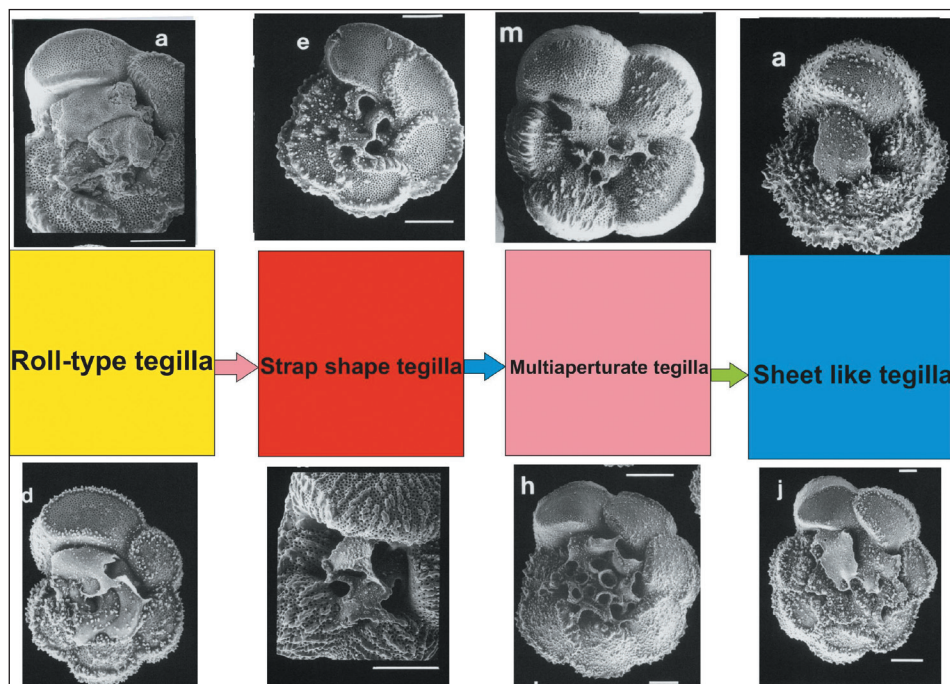 a
e
m
a
Roll-type tegilla
Strap shape tegilla
Multiaperturate tegilla
Sheet like tegilla
d
h
j